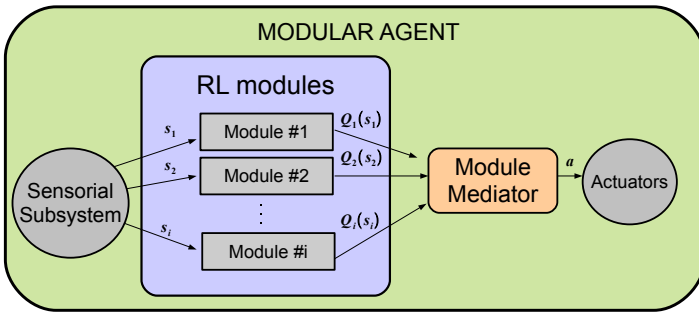 MODULAR AGENT
RL modules
s₁
Module #1
Q₁(s₁)
s₂
Module #2
Q₂(s₂)
⋮
sᵢ
Module #i
Qᵢ(sᵢ)
Sensorial
Subsystem
Module
Mediator
a
Actuators